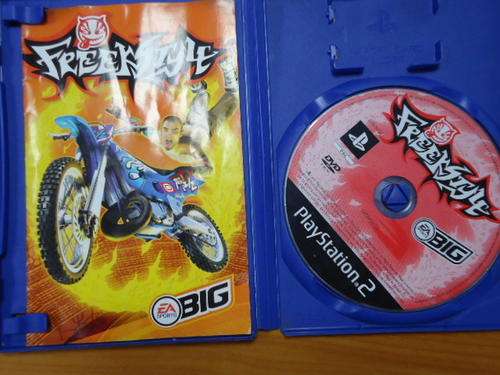 FREEKSTYLE
EA
SPORTS
BIG
FREEKSTYLE
DVD
EA
BIG
PlayStation.2